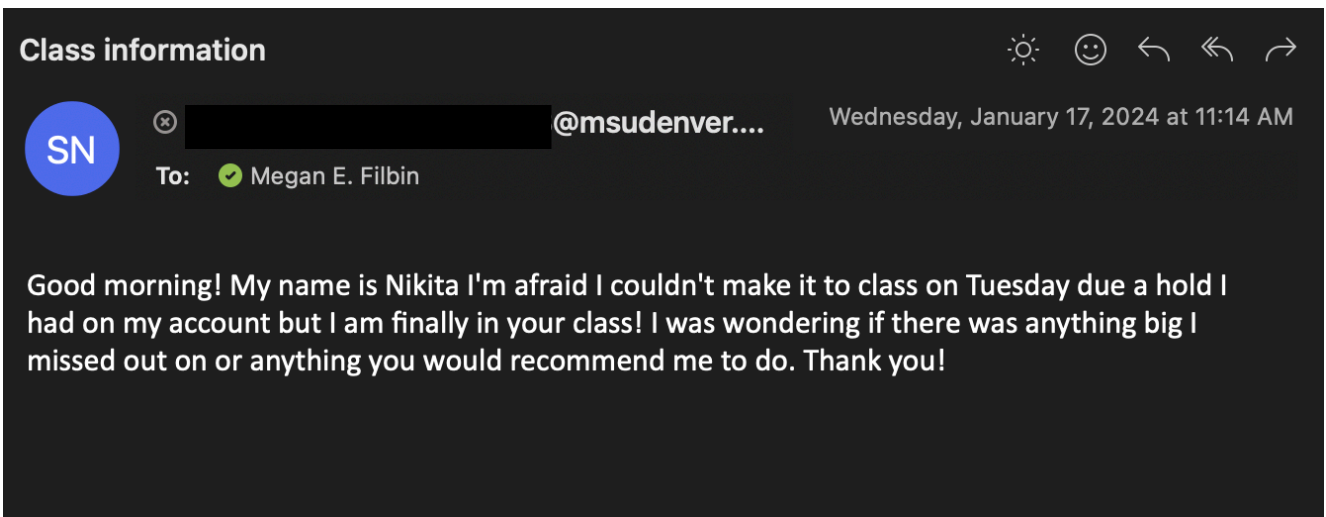 Class information
SN
@msudenver....
Wednesday, January 17, 2024 at 11:14 AM
To: Megan E. Filbin
Good morning! My name is Nikita I'm afraid I couldn't make it to class on Tuesday due a hold I
had on my account but I am finally in your class! I was wondering if there was anything big I
missed out on or anything you would recommend me to do. Thank you!